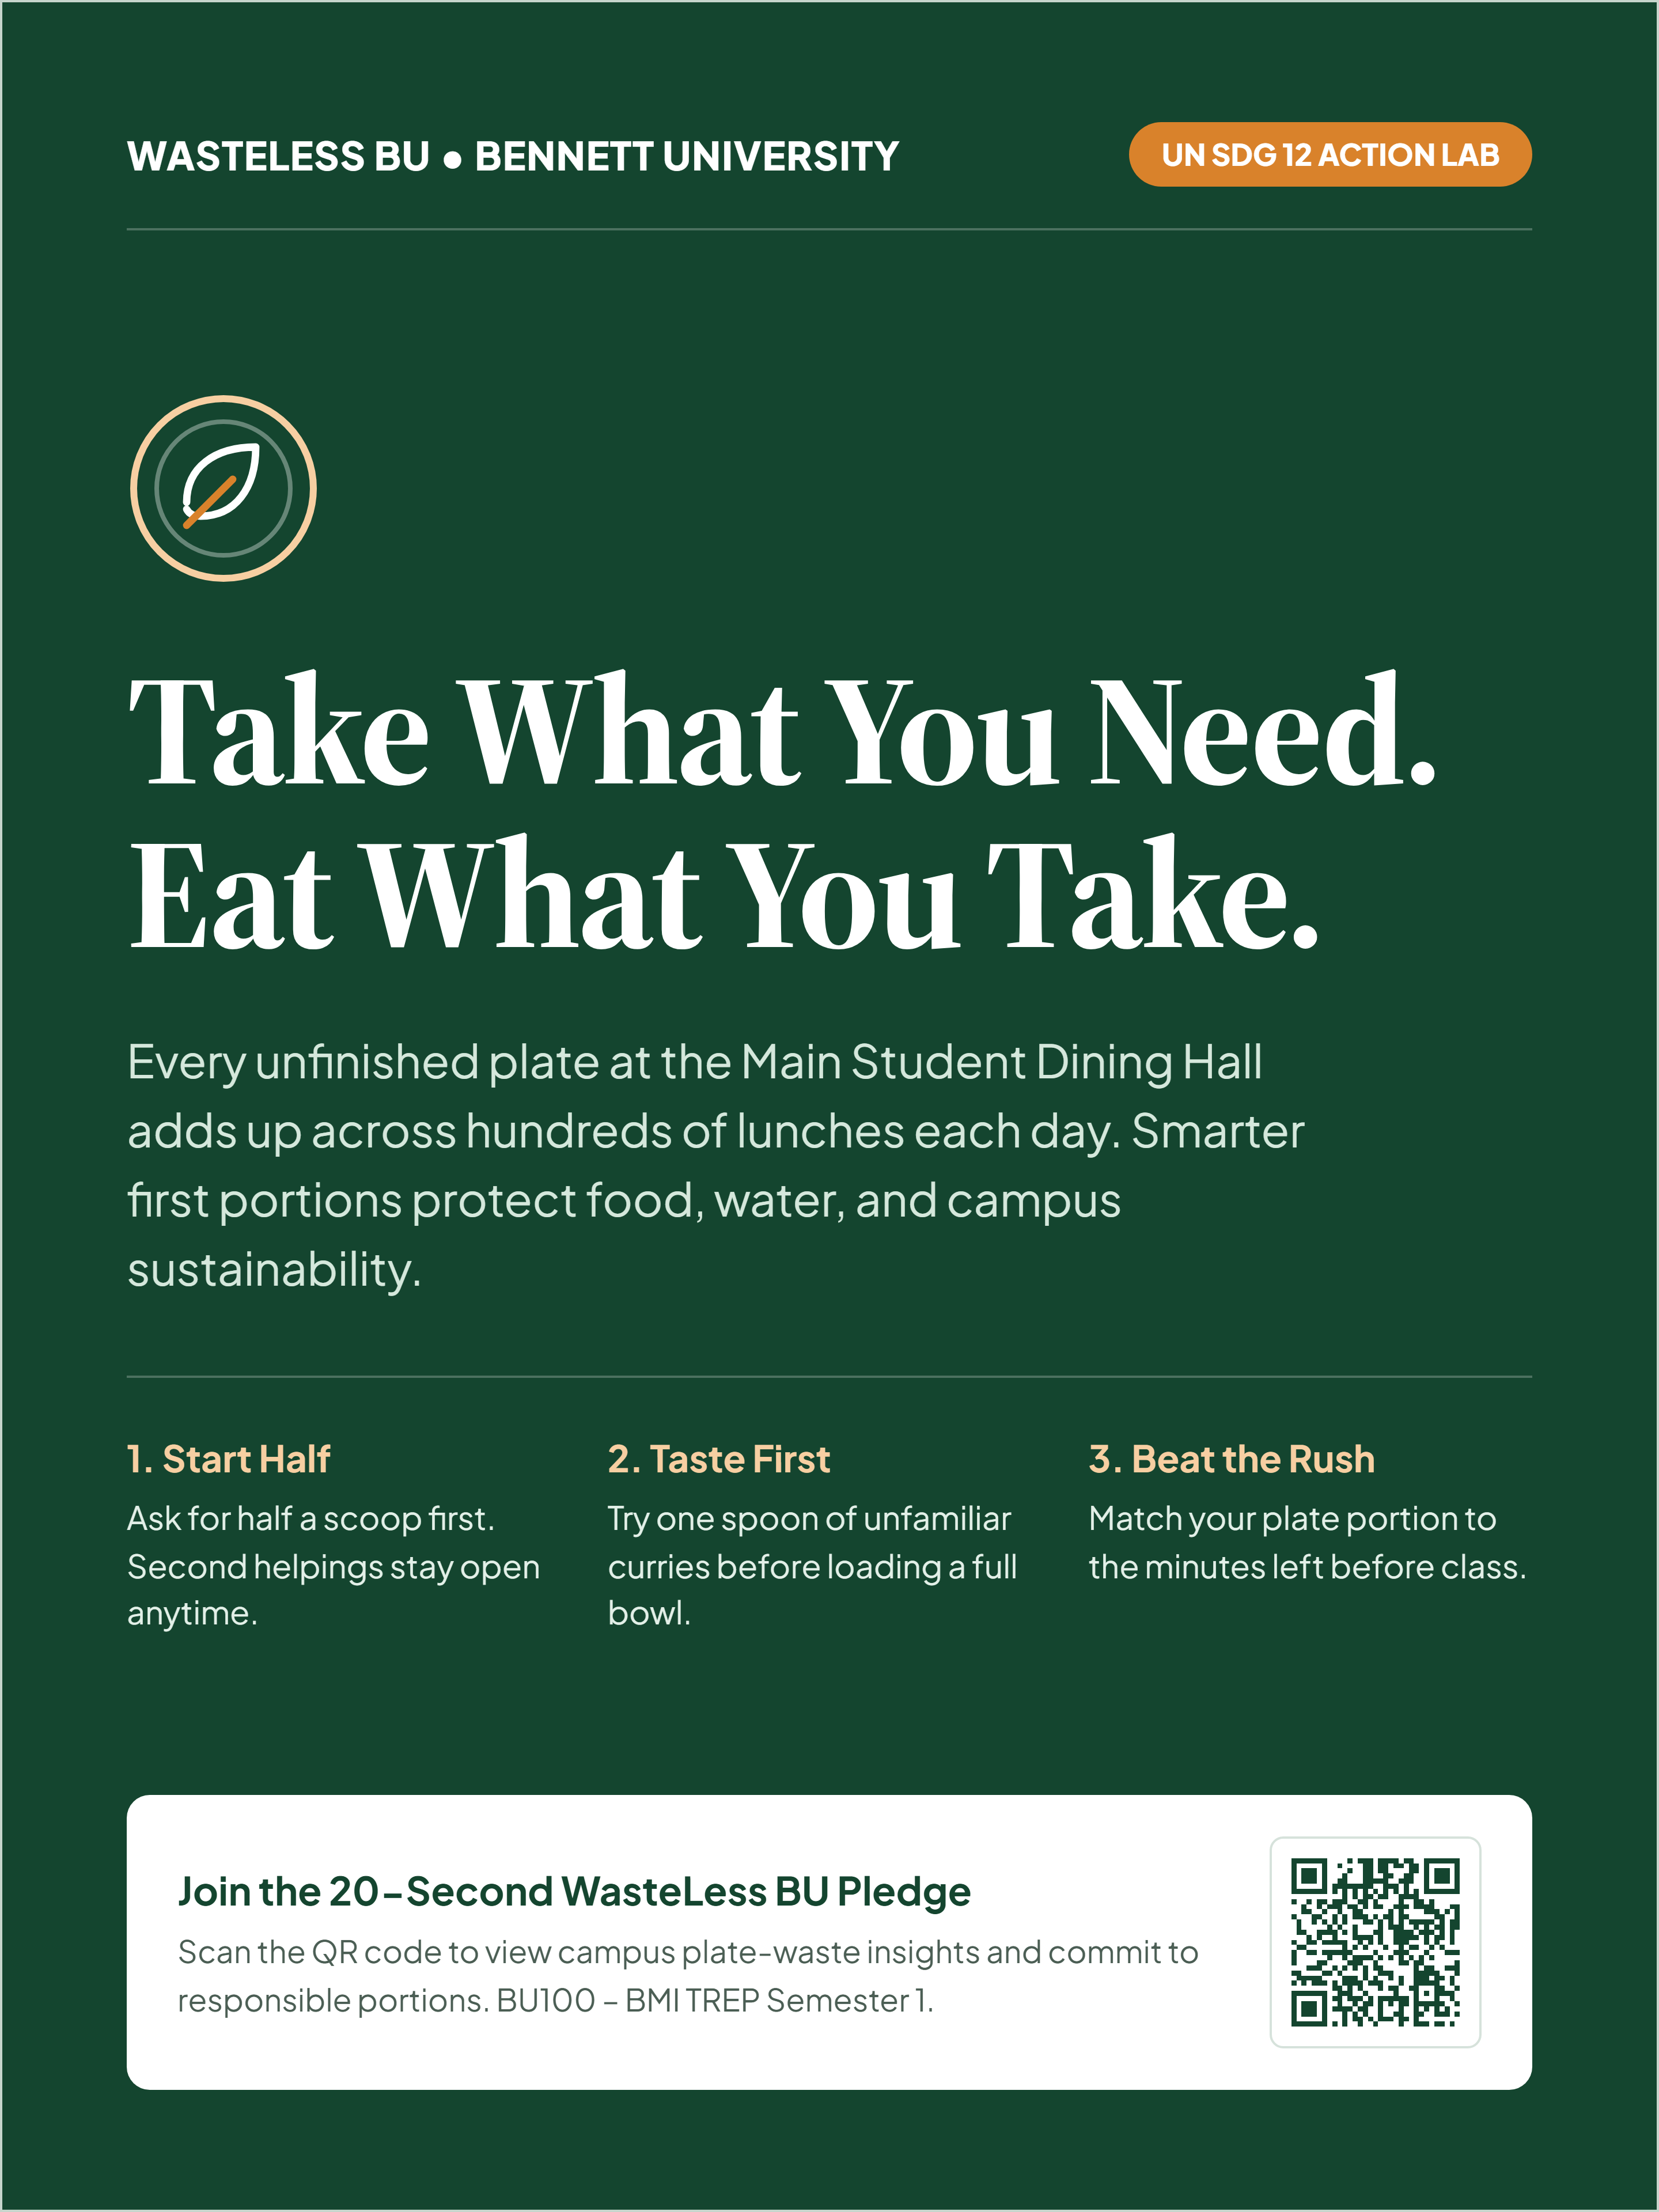 WASTELESS BU • BENNETT UNIVERSITY
UN SDG 12 ACTION LAB
Take What You Need.
Eat What You Take.
Every unfinished plate at the Main Student Dining Hall
adds up across hundreds of lunches each day. Smarter
first portions protect food, water, and campus
sustainability.
1. Start Half
Ask for half a scoop first.
Second helpings stay open
anytime.
2. Taste First
Try one spoon of unfamiliar
curries before loading a full
bowl.
3. Beat the Rush
Match your plate portion to
the minutes left before class.
Join the 20–Second WasteLess BU Pledge
Scan the QR code to view campus plate-waste insights and commit to
responsible portions. BU100 – BMI TREP Semester 1.